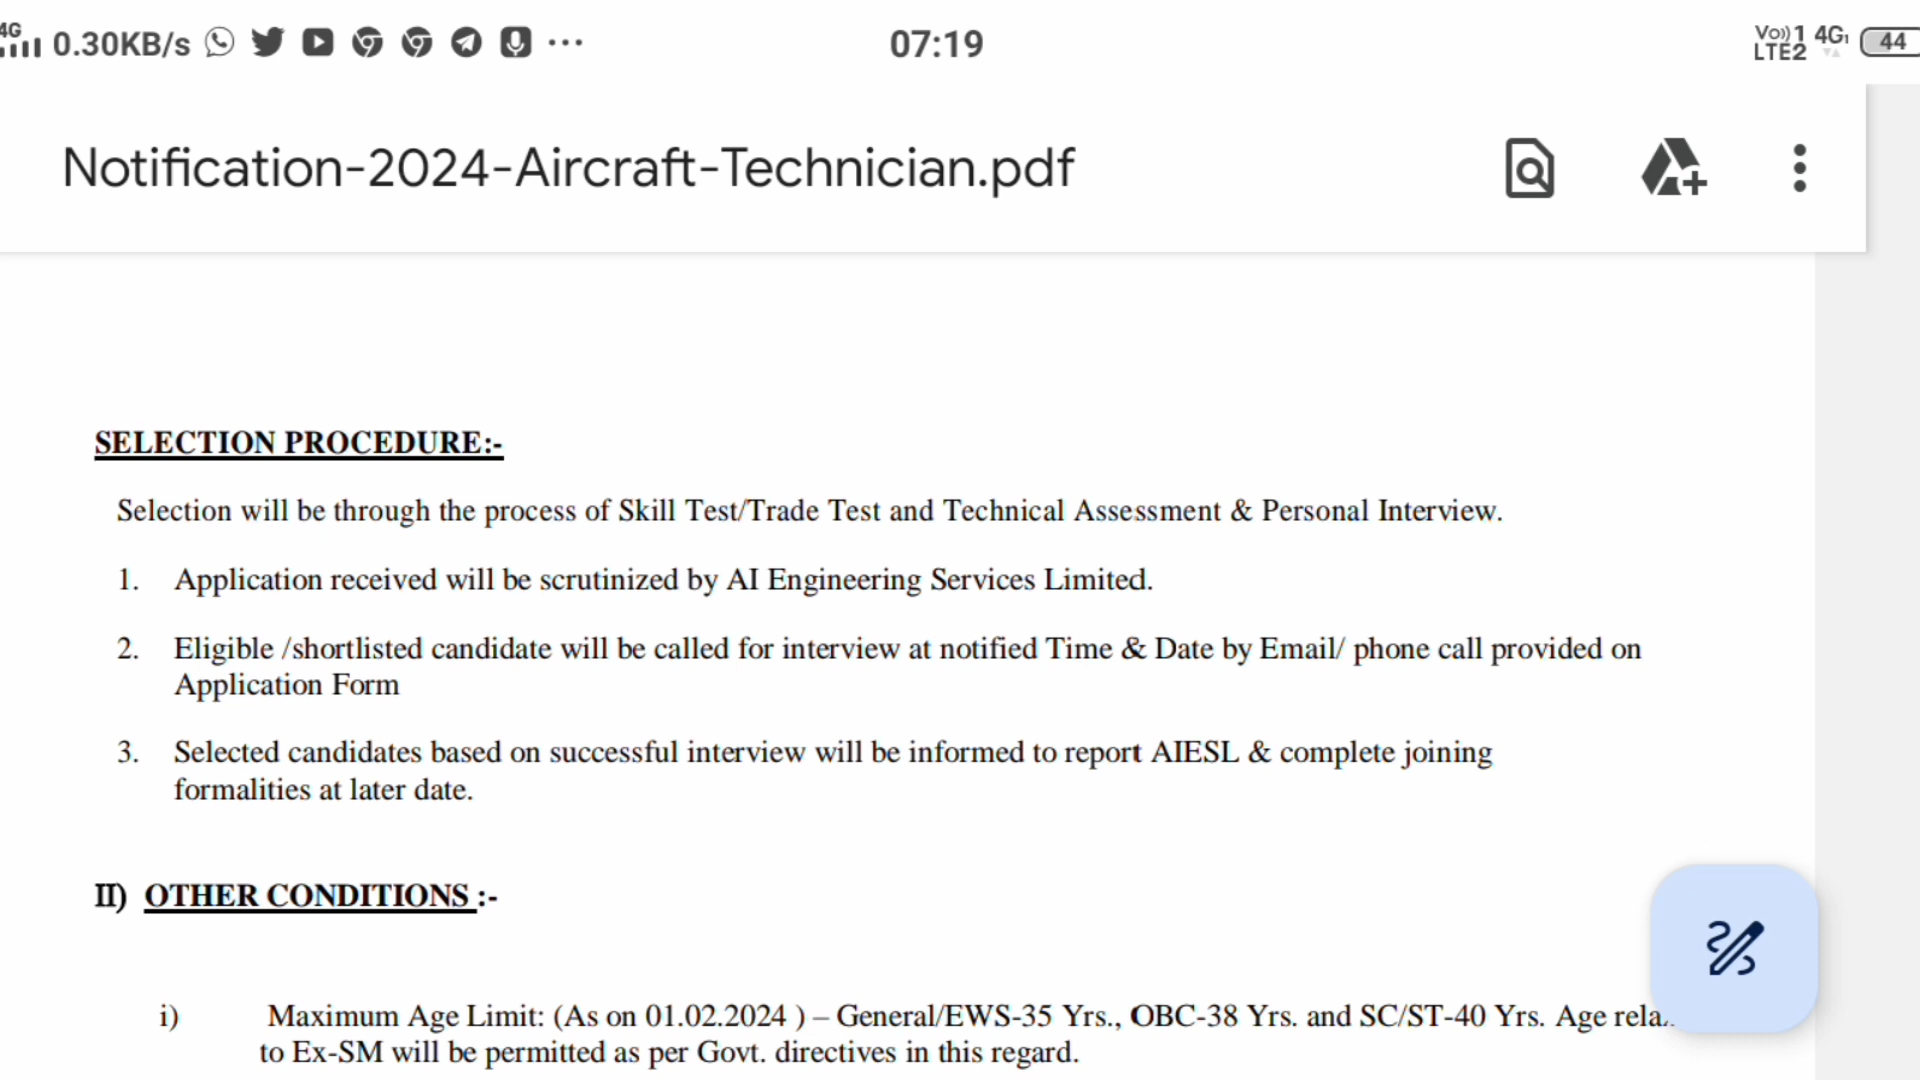 4G 0.30KB/s ... 07:19 Vo)) 1 4G 44
LTE2
Notification-2024-Aircraft-Technician.pdf
SELECTION PROCEDURE:-
Selection will be through the process of Skill Test/Trade Test and Technical Assessment & Personal Interview.
1. Application received will be scrutinized by AI Engineering Services Limited.
2. Eligible /shortlisted candidate will be called for interview at notified Time & Date by Email/ phone call provided on
Application Form
3. Selected candidates based on successful interview will be informed to report AIESL & complete joining
formalities at later date.
II) OTHER CONDITIONS :-
i) Maximum Age Limit: (As on 01.02.2024 ) – General/EWS-35 Yrs., OBC-38 Yrs. and SC/ST-40 Yrs. Age
to Ex-SM will be permitted as per Govt. directives in this regard.